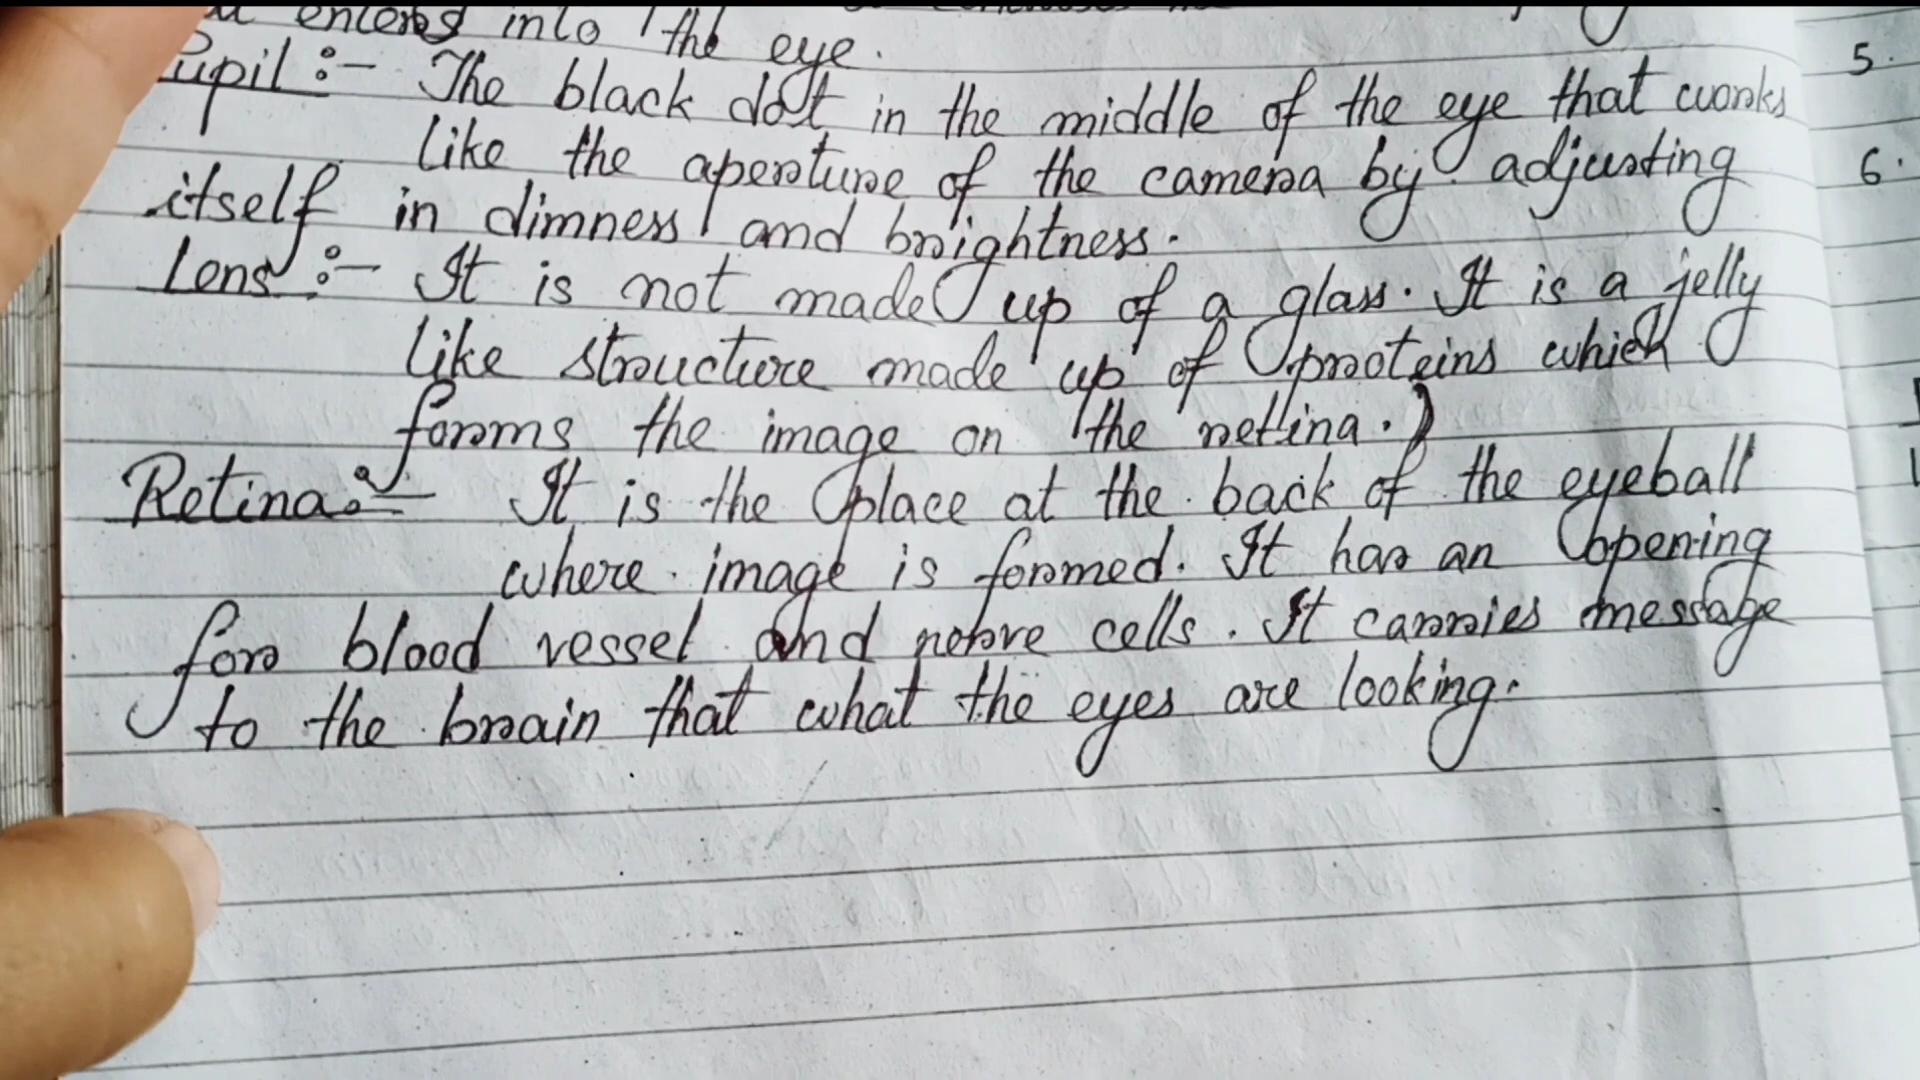 enters into the eye.
Pupil :- The black dot in the middle of the eye that works
like the aperture of the camera by adjusting
itself in dimness and brightness.
Lens :- It is not made up of a glass. It is a jelly
like structure made up of proteins which
forms the image on the retina.
Retina :- It is the place at the back of the eyeball
where image is formed. It has an opening
for blood vessel and nerve cells. It carries message
to the brain that what the eyes are looking.
5.
6.